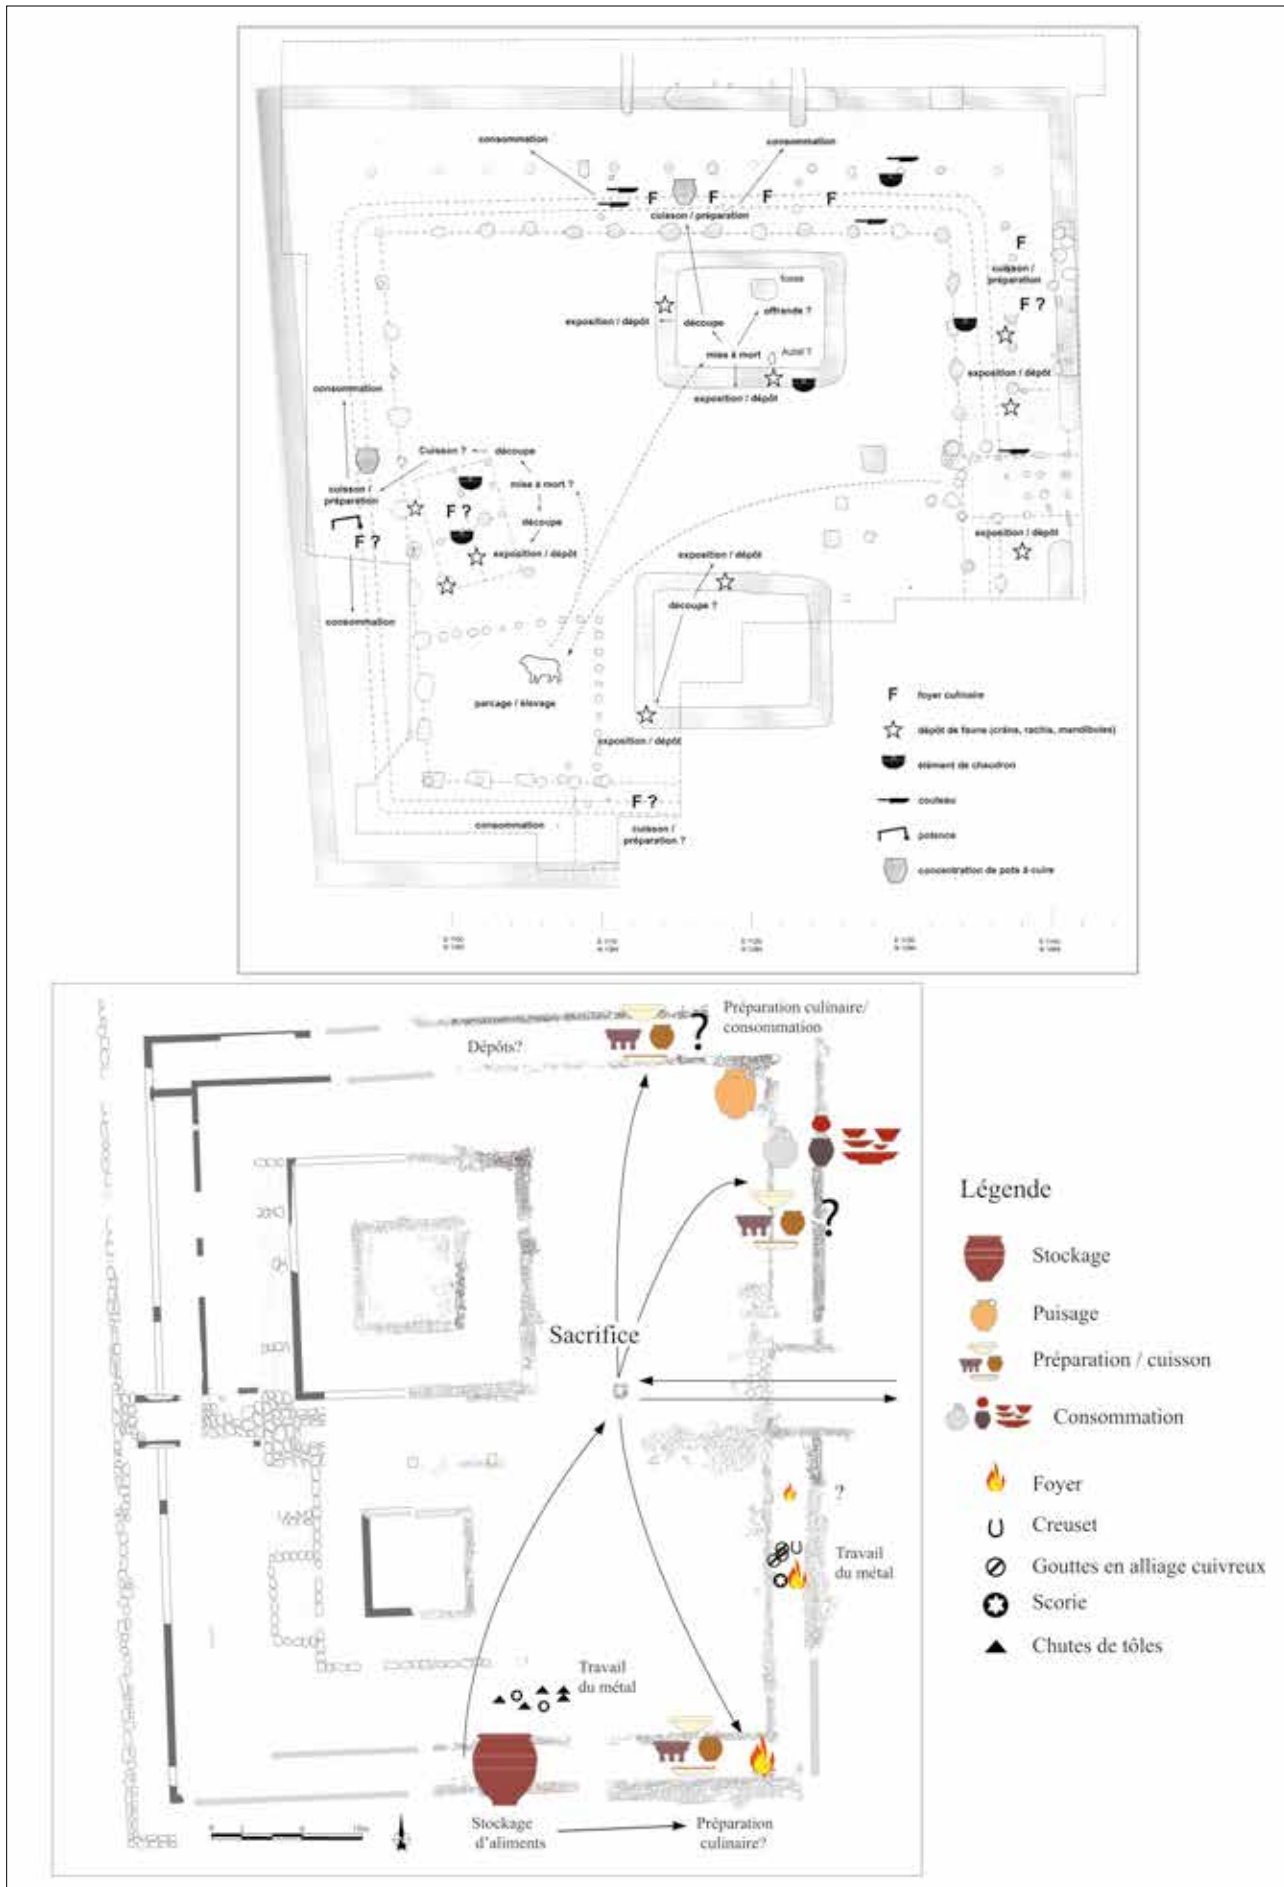 consommation
consommation
F
F
F
F
cuisson / préparation
F
cuisson /
préparation
F ?
fosse
offrande ?
exposition / dépôt
découpe
mise à mort
Autel ?
exposition / dépôt
exposition / dépôt
consommation
Cuisson ?
découpe
mise à mort ?
cuisson /
préparation
F ?
F ?
découpe
exposition / dépôt
exposition / dépôt
exposition / dépôt
découpe ?
consommation
parcage / élevage
exposition / dépôt
F ?
consommation
cuisson /
préparation ?
F
foyer culinaire
dépôt de faune (crâne, rachis, mandibules)
élément de chaudron
couteau
potence
concentration de pots à cuire
Préparation culinaire/
consommation
?
Dépôts?
?
Sacrifice
?
Travail
du métal
Travail
du métal
Stockage
d'aliments
Préparation
culinaire?
Légende
Stockage
Puisage
Préparation / cuisson
Consommation
Foyer
Creuset
Gouttes en alliage cuivreux
Scorie
Chutes de tôles